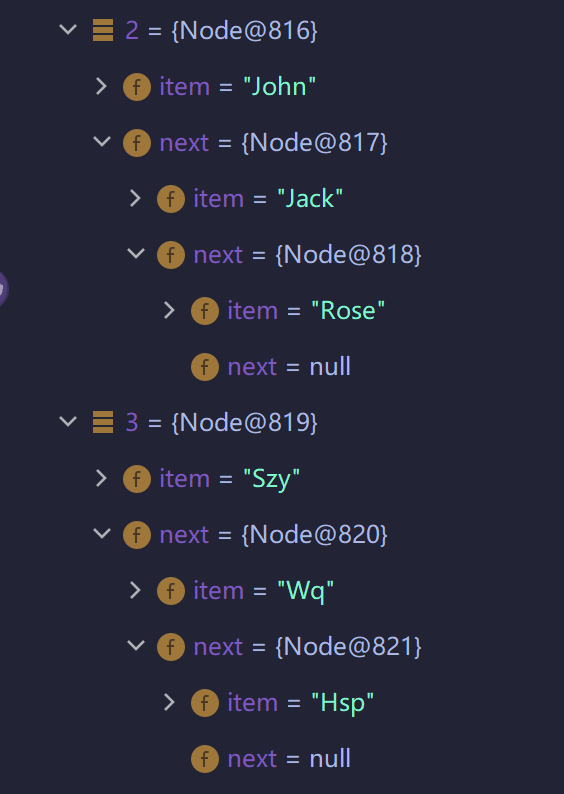 2 = {Node@816}
f item = "John"
f next = {Node@817}
f item = "Jack"
f next = {Node@818}
f item = "Rose"
f next = null
3 = {Node@819}
f item = "Szy"
f next = {Node@820}
f item = "Wq"
f next = {Node@821}
f item = "Hsp"
f next = null